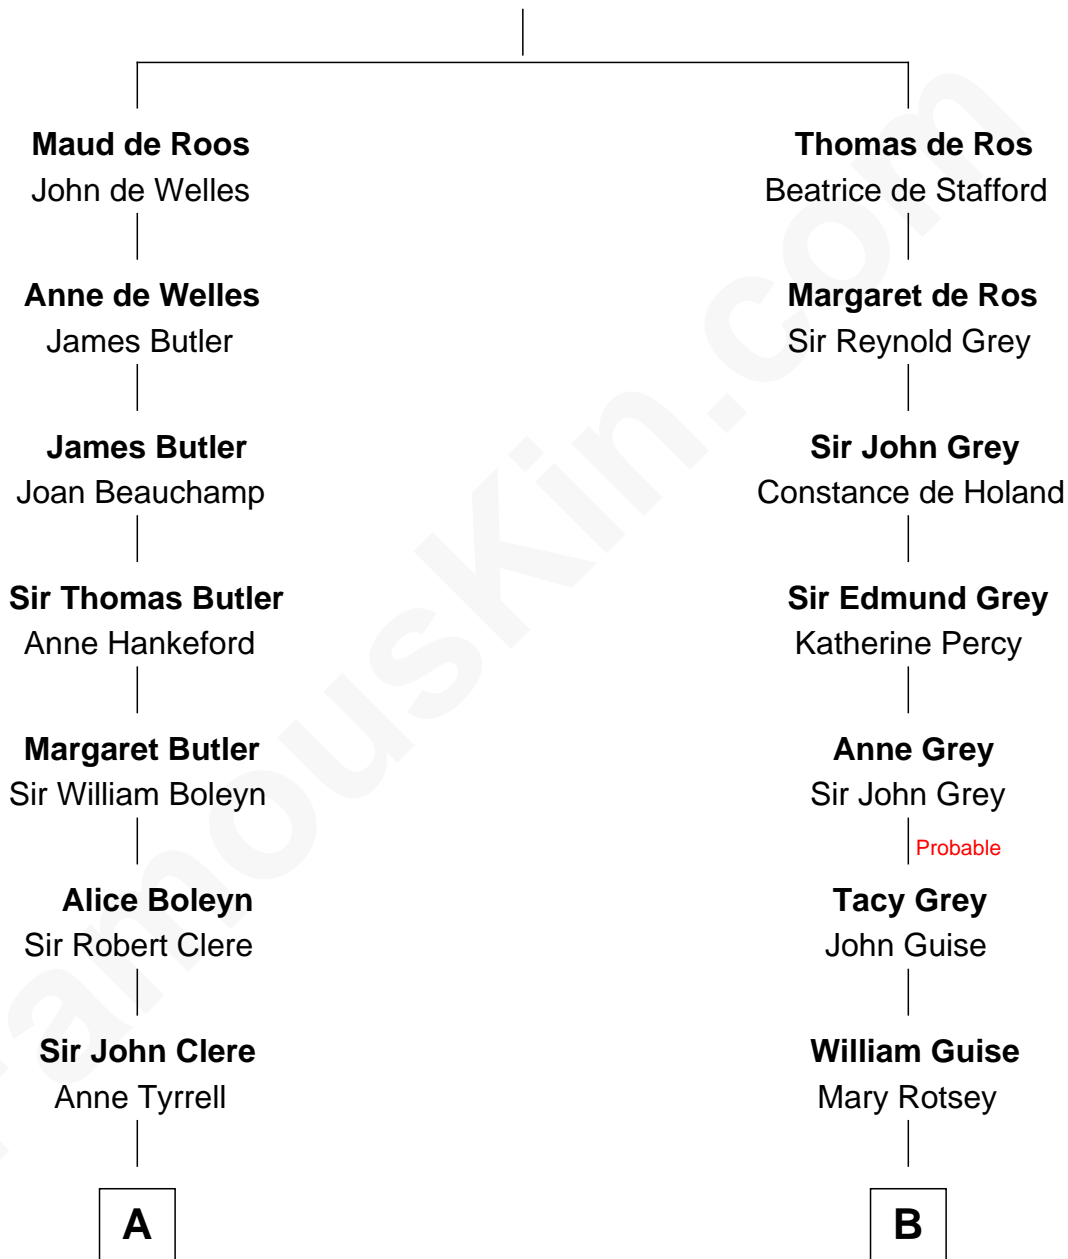 Maud de Roos
John de Welles
Thomas de Ros
Beatrice de Stafford
Anne de Welles
James Butler
Margaret de Ros
Sir Reynold Grey
James Butler
Joan Beauchamp
Sir John Grey
Constance de Holand
Sir Thomas Butler
Anne Hankeford
Sir Edmund Grey
Katherine Percy
Margaret Butler
Sir William Boleyn
Anne Grey
Sir John Grey
Probable
Alice Boleyn
Sir Robert Clere
Tacy Grey
John Guise
Sir John Clere
Anne Tyrrell
William Guise
Mary Rotsey
A
B
FamousKin.com